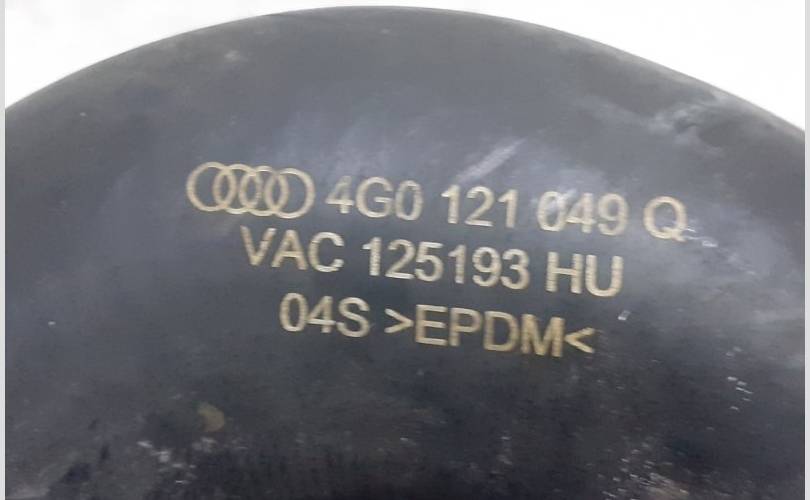 4G0 121 049 Q
VAC 125193 HU
04S >EPDM<